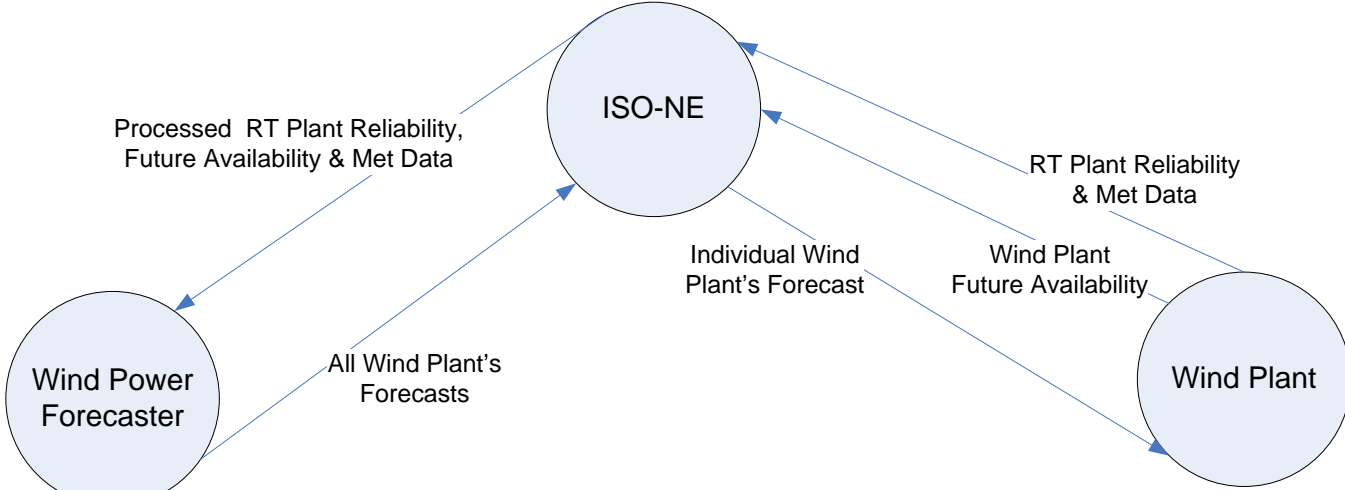 ISO-NE
Processed RT Plant Reliability,
Future Availability & Met Data
RT Plant Reliability
& Met Data
Individual Wind
Plant's Forecast
Wind Plant
Future Availability
All Wind Plant's
Forecasts
Wind Power
Forecaster
Wind Plant